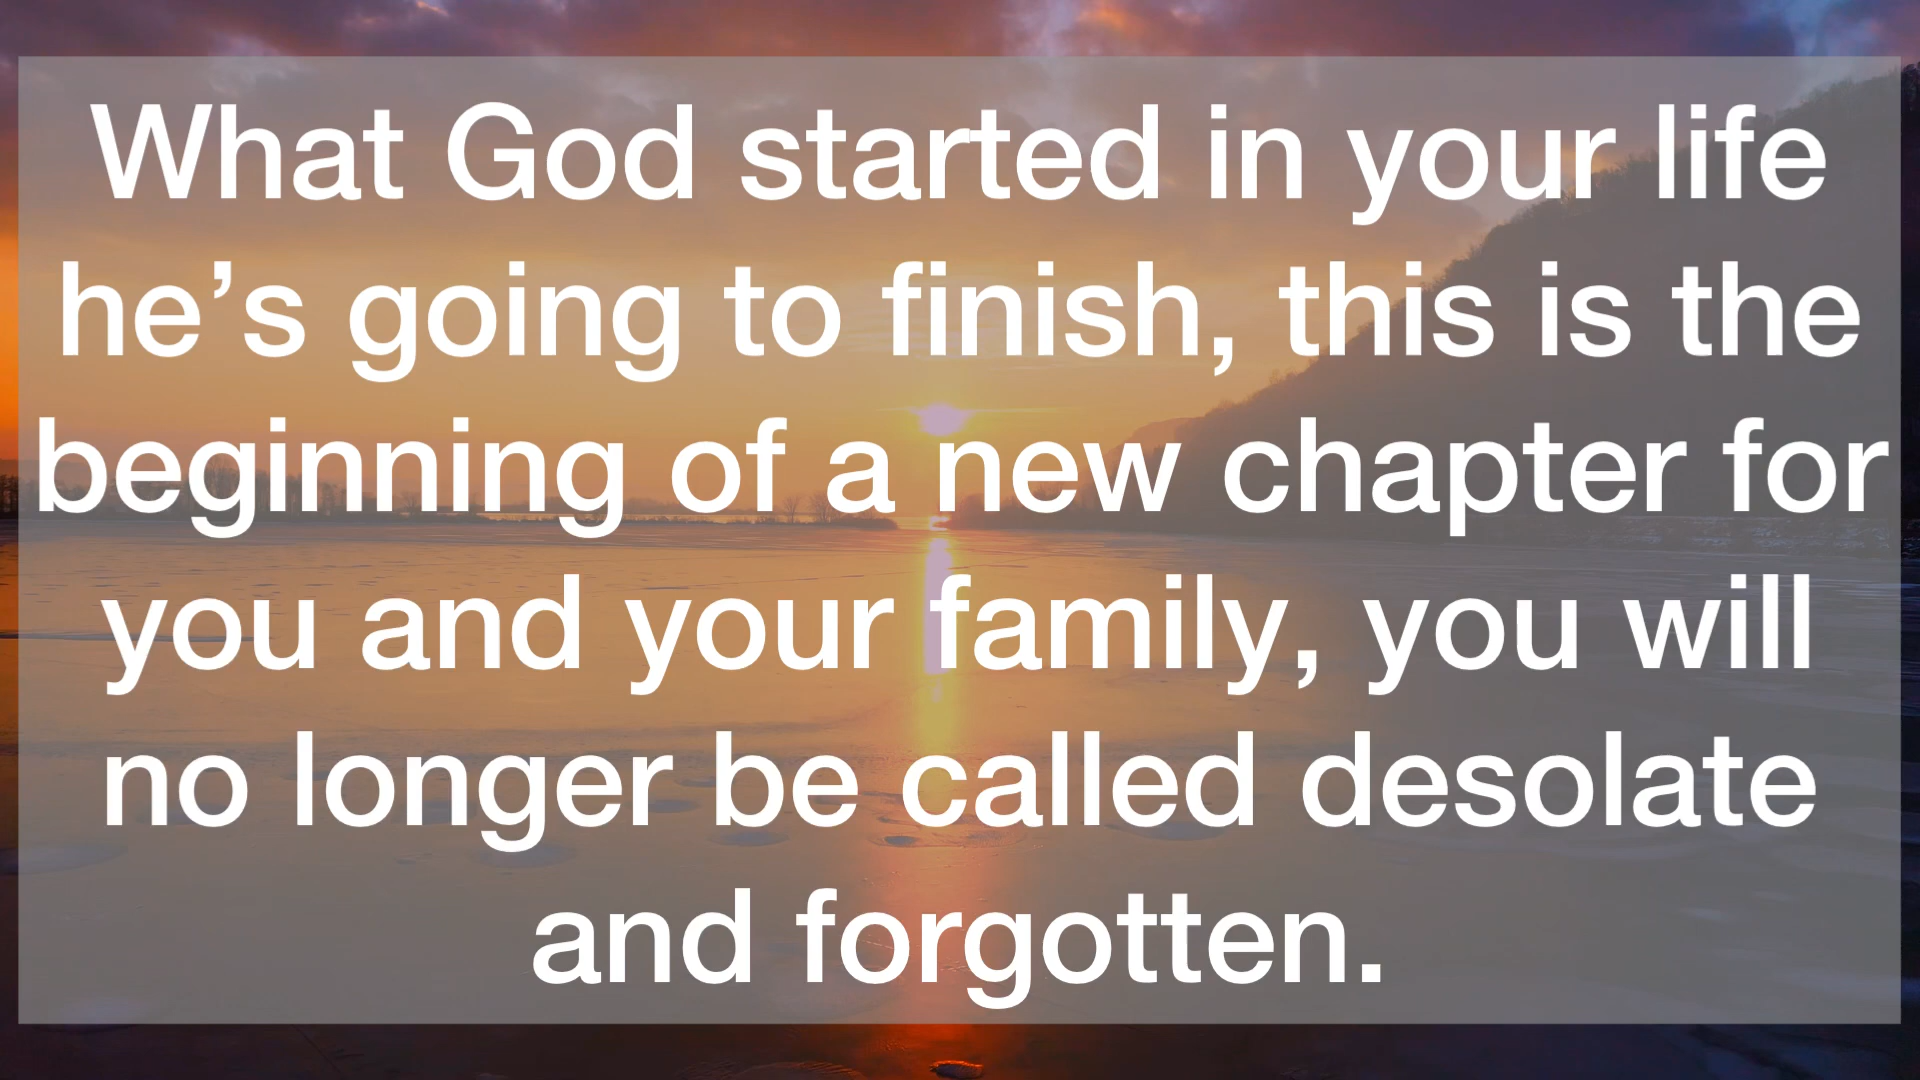 What God started in your life
he’s going to finish, this is the
beginning of a new chapter for
you and your family, you will
no longer be called desolate
and forgotten.